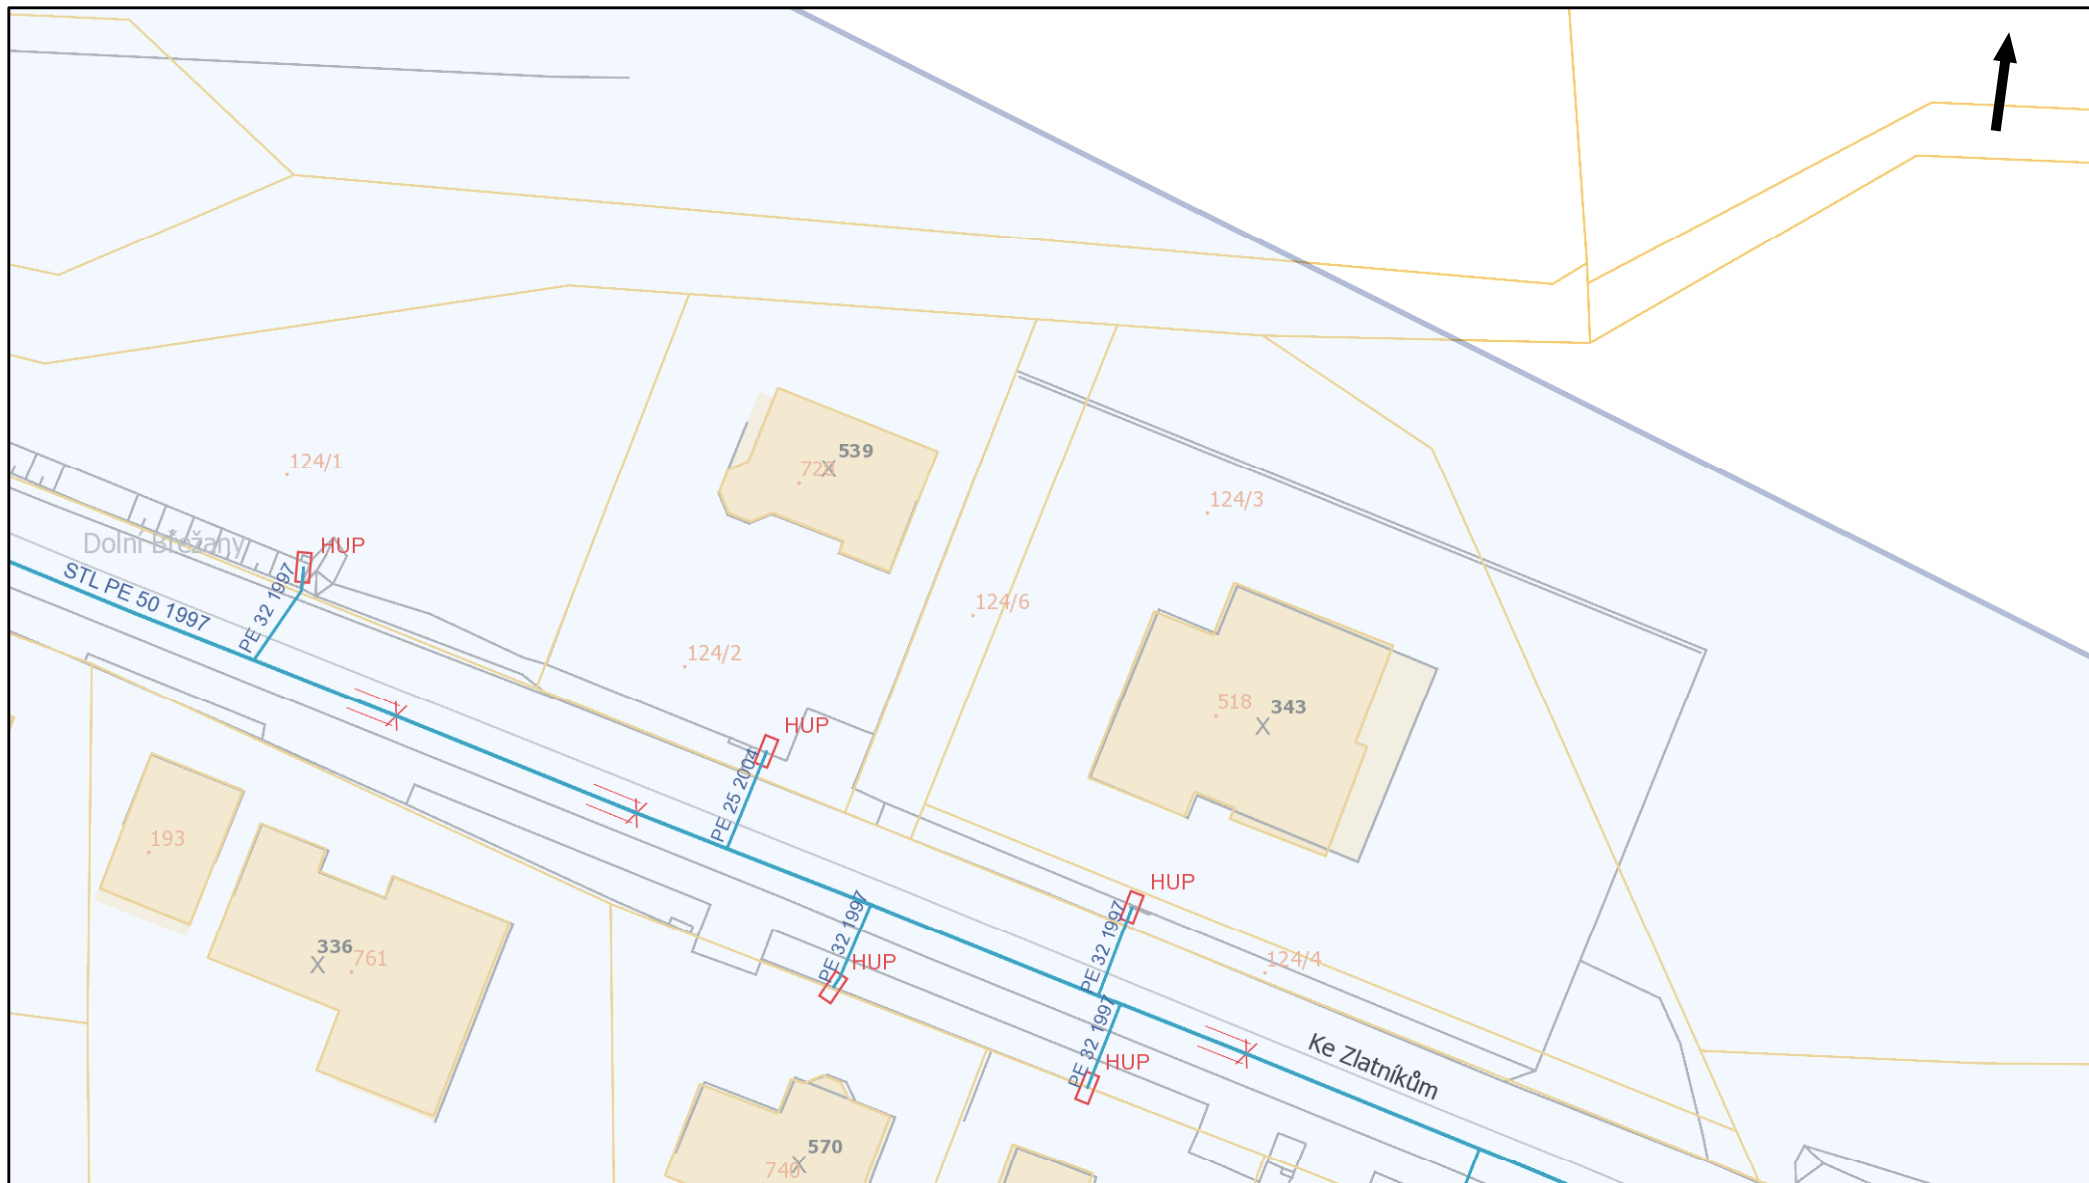 539
124/1
124/3
Dolní Břežany
HUP
STL PE 50 1997
PE 32 1997
124/6
124/2
518
343
HUP
PE 25 2004
193
HUP
336
761
PE 32 1997
HUP
PE 32 1997
124/4
PE 32 1997
HUP
Ke Zlatníkům
570
740